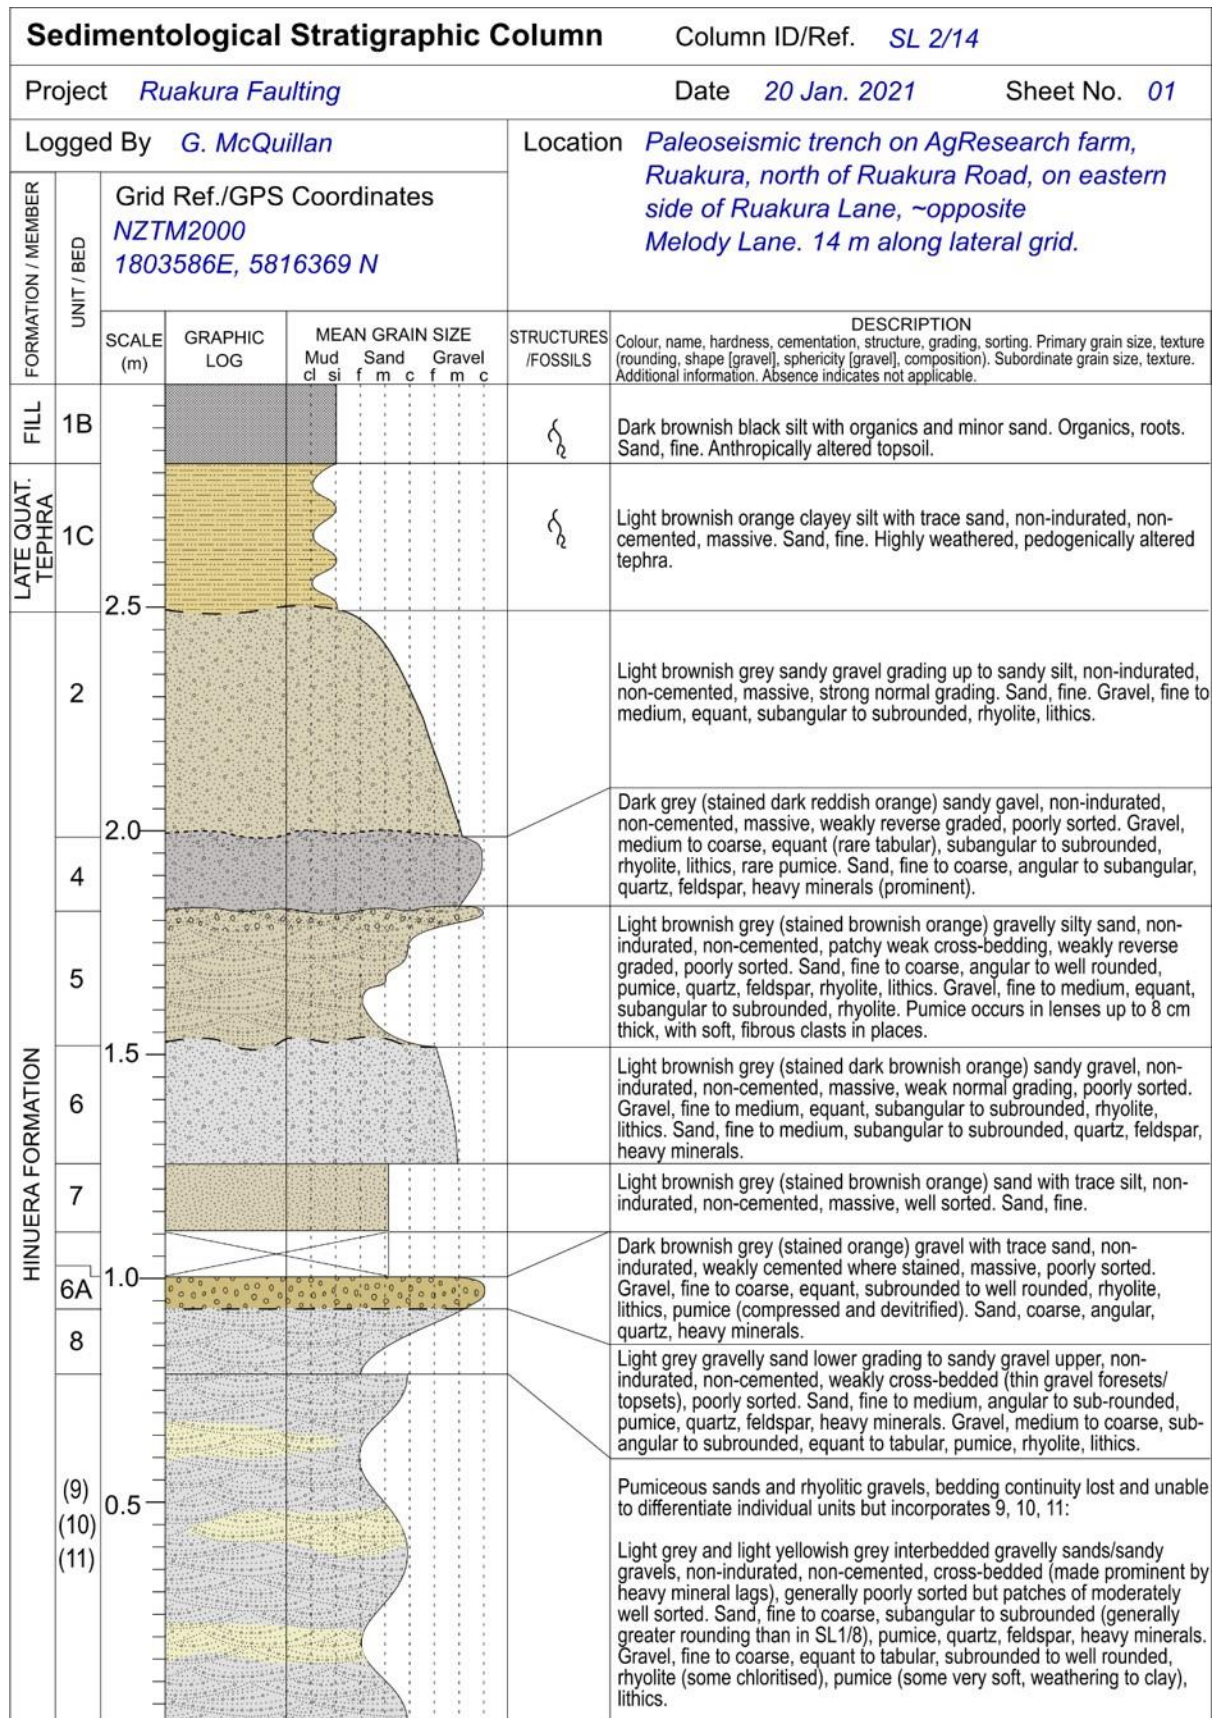 Sedimentological Stratigraphic Column
Column ID/Ref. SL 2/14
Project Ruakura Faulting
Date 20 Jan. 2021
Sheet No. 01
Logged By G. McQuillan
Location Paleoseismic trench on AgResearch farm,
Ruakura, north of Ruakura Road, on eastern
side of Ruakura Lane, ~opposite
Melody Lane. 14 m along lateral grid.
FORMATION / MEMBER
UNIT / BED
Grid Ref./GPS Coordinates
NZTM2000
1803586E, 5816369 N
SCALE
(m)
GRAPHIC
LOG
MEAN GRAIN SIZE
Mud Sand Gravel
cl si f m c f m c
STRUCTURES
/FOSSILS
DESCRIPTION
Colour, name, hardness, cementation, structure, grading, sorting. Primary grain size, texture
(rounding, shape [gravel], sphericity [gravel], composition). Subordinate grain size, texture.
Additional information. Absence indicates not applicable.
FILL
1B
Dark brownish black silt with organics and minor sand. Organics, roots.
Sand, fine. Anthropically altered topsoil.
LATE QUAT.
TEPHRA
1C
Light brownish orange clayey silt with trace sand, non-indurated, non-
cemented, massive. Sand, fine. Highly weathered, pedogenically altered
tephra.
2.5
HINUERA FORMATION
2
Light brownish grey sandy gravel grading up to sandy silt, non-indurated,
non-cemented, massive, strong normal grading. Sand, fine. Gravel, fine to
medium, equant, subangular to subrounded, rhyolite, lithics.
2.0
4
Dark grey (stained dark reddish orange) sandy gavel, non-indurated,
non-cemented, massive, weakly reverse graded, poorly sorted. Gravel,
medium to coarse, equant (rare tabular), subangular to subrounded,
rhyolite, lithics, rare pumice. Sand, fine to coarse, angular to subangular,
quartz, feldspar, heavy minerals (prominent).
5
Light brownish grey (stained brownish orange) gravelly silty sand, non-
indurated, non-cemented, patchy weak cross-bedding, weakly reverse
graded, poorly sorted. Sand, fine to coarse, angular to well rounded,
pumice, quartz, feldspar, rhyolite, lithics. Gravel, fine to medium, equant,
subangular to subrounded, rhyolite. Pumice occurs in lenses up to 8 cm
thick, with soft, fibrous clasts in places.
1.5
6
Light brownish grey (stained dark brownish orange) sandy gravel, non-
indurated, non-cemented, massive, weak normal grading, poorly sorted.
Gravel, fine to medium, equant, subangular to subrounded, rhyolite,
lithics. Sand, fine to medium, subangular to subrounded, quartz, feldspar,
heavy minerals.
7
Light brownish grey (stained brownish orange) sand with trace silt, non-
indurated, non-cemented, massive, well sorted. Sand, fine.
1.0
6A
Dark brownish grey (stained orange) gravel with trace sand, non-
indurated, weakly cemented where stained, massive, poorly sorted.
Gravel, fine to coarse, equant, subrounded to well rounded, rhyolite,
lithics, pumice (compressed and devitrified). Sand, coarse, angular,
quartz, heavy minerals.
8
Light grey gravelly sand lower grading to sandy gravel upper, non-
indurated, non-cemented, weakly cross-bedded (thin gravel foresets/
topsets), poorly sorted. Sand, fine to medium, angular to sub-rounded,
pumice, quartz, feldspar, heavy minerals. Gravel, medium to coarse, sub-
angular to subrounded, equant to tabular, pumice, rhyolite, lithics.
(9)
(10)
(11)
0.5
Pumiceous sands and rhyolitic gravels, bedding continuity lost and unable
to differentiate individual units but incorporates 9, 10, 11:
Light grey and light yellowish grey interbedded gravelly sands/sandy
gravels, non-indurated, non-cemented, cross-bedded (made prominent by
heavy mineral lags), generally poorly sorted but patches of moderately
well sorted. Sand, fine to coarse, subangular to subrounded (generally
greater rounding than in SL1/8), pumice, quartz, feldspar, heavy minerals.
Gravel, fine to coarse, equant to tabular, subrounded to well rounded,
rhyolite (some chloritised), pumice (some very soft, weathering to clay),
lithics.